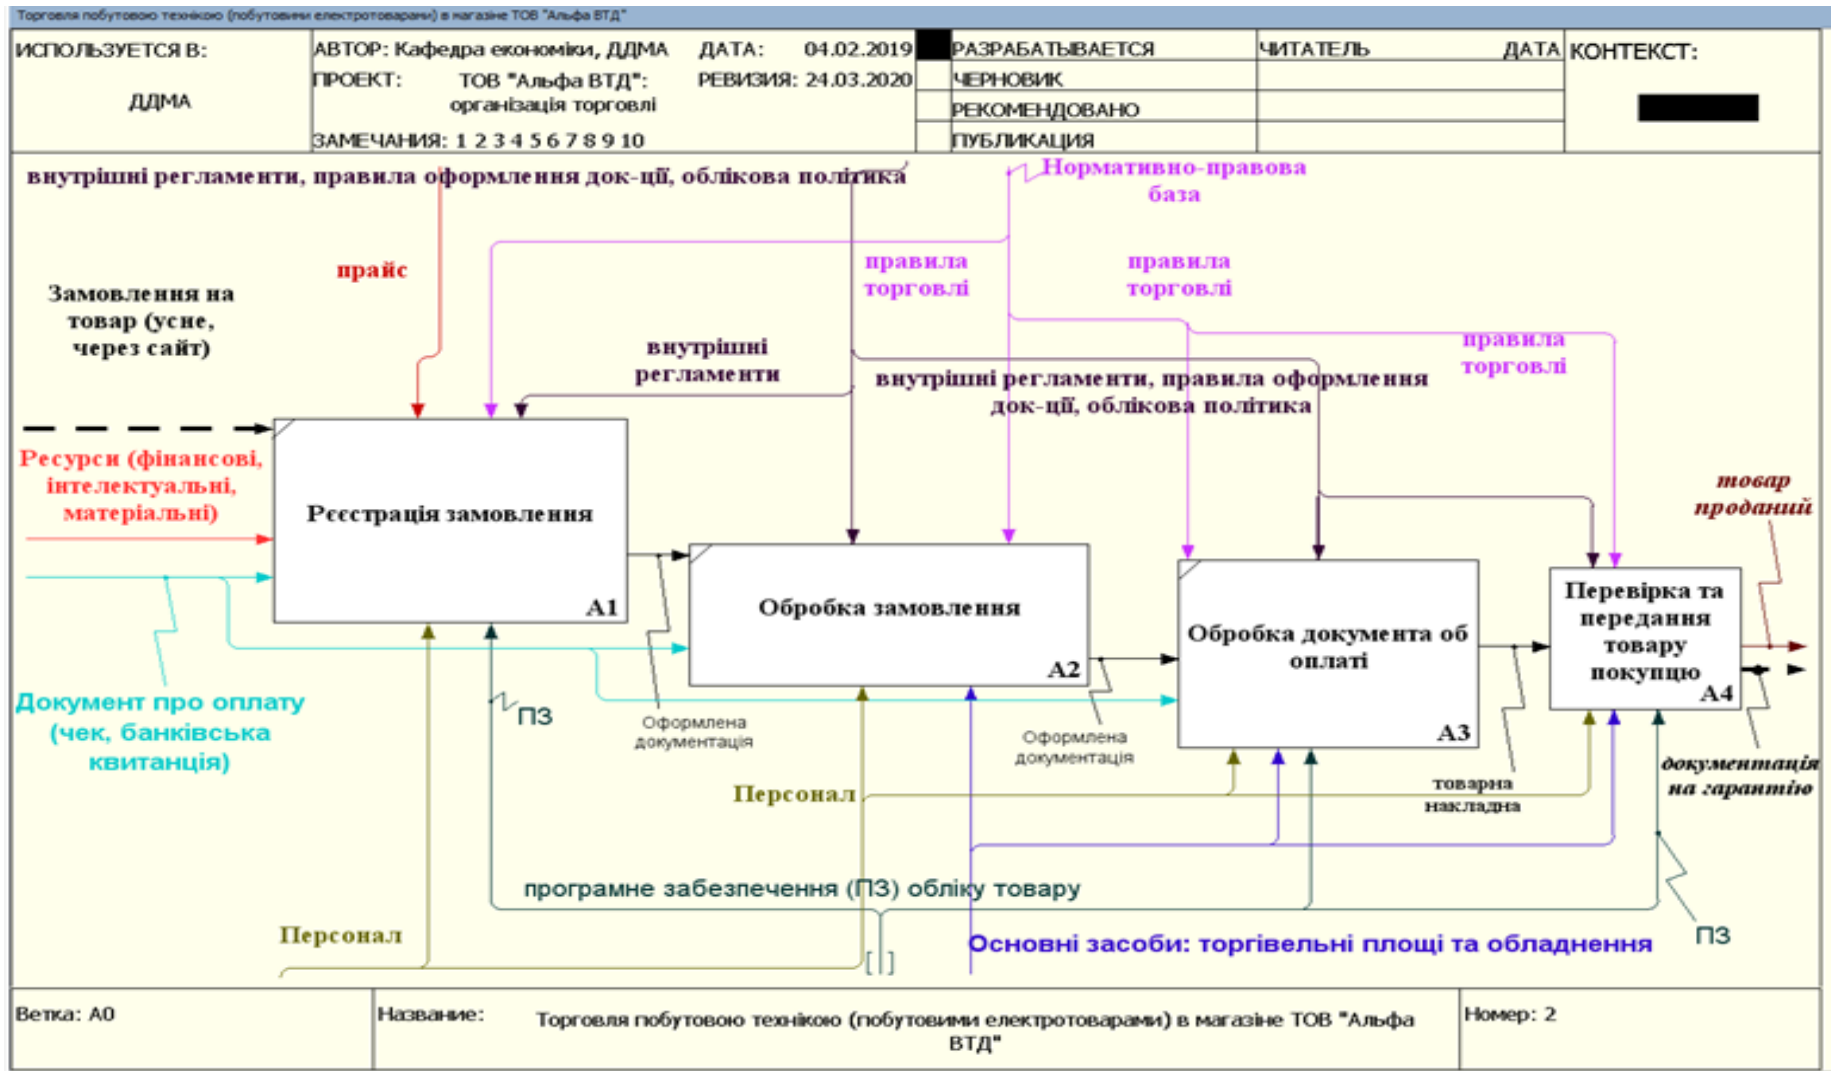 Торговля побутовою технікою (побутовими електротоварами) в магазіне ТОВ "Альфа ВТД"
ИСПОЛЬЗУЕТСЯ В:
ДДМА
АВТОР: Кафедра економіки, ДДМА
ДАТА: 04.02.2019
ПРОЕКТ: ТОВ "Альфа ВТД":
організація торговлі
РЕВИЗИЯ: 24.03.2020
ЗАМЕЧАНИЯ: 1 2 3 4 5 6 7 8 9 10
РАЗРАБАТЫВАЕТСЯ
ЧЕРНОВИК
РЕКОМЕНДОВАНО
ПУБЛИКАЦИЯ
ЧИТАТЕЛЬ
ДАТА
КОНТЕКСТ:
внутрішні регламенти, правила оформлення док-ції, облікова політика
Нормативно-правова
база
прайс
правила
торговлі
правила
торговлі
Замовлення на
товар (усне,
через сайт)
внутрішні
регламенти
правила
торговлі
внутрішні регламенти, правила оформлення
док-ції, облікова політика
Ресурси (фінансові,
інтелектуальні,
матеріальні)
Рєєстрація замовлення
A1
товар
проданий
Обробка замовлення
A2
Обробка документа об
оплаті
A3
Перевірка та
передання
товару
покупцю
A4
Документ про оплату
(чек, банківська
квитанція)
ПЗ
Оформлена
документація
Оформлена
документація
товарна
накладна
документація
на гарантію
Персонал
програмне забезпечення (ПЗ) обліку товару
Персонал
Основні засоби: торгівельні площі та обладнення
ПЗ
Ветка: A0
Название:
Торговля побутовою технікою (побутовими електротоварами) в магазіне ТОВ "Альфа
ВТД"
Номер: 2